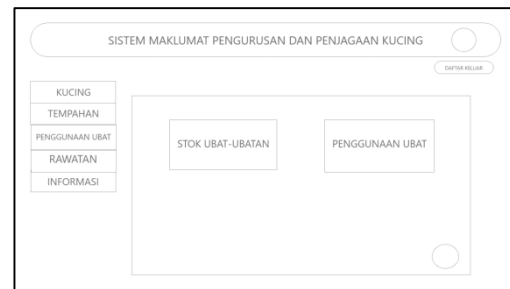 SISTEM MAKLUMAT PENGURUSAN DAN PENJAGAAN KUCING
DAFTAR KELUAR
KUCING
TEMPAHAN
PENGGUNAAN UBAT
RAWATAN
INFORMASI
STOK UBAT-UBATAN
PENGGUNAAN UBAT